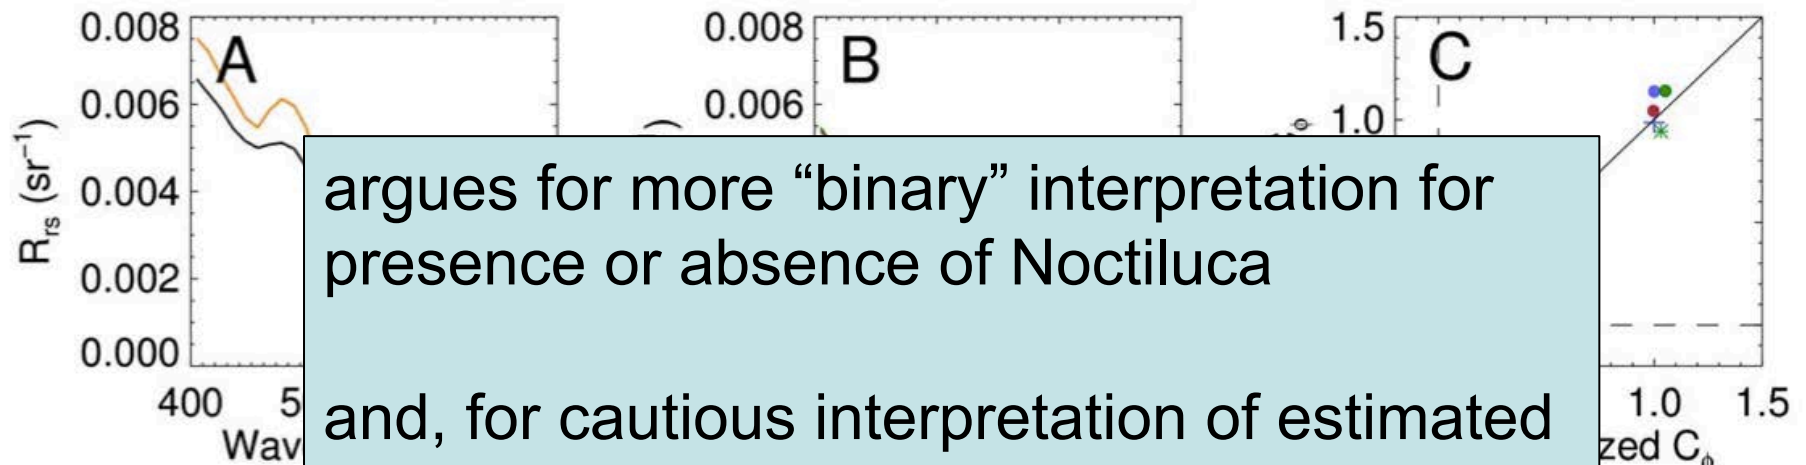 0.008
A
0.006
R_rs (sr⁻¹)
0.004
0.002
0.000
400
5
Wav
0.008
B
0.006
)
1.5
C
1.0
ϕ
1.0
1.5
zed C_ϕ
argues for more “binary” interpretation for
presence or absence of Noctiluca
and, for cautious interpretation of estimated